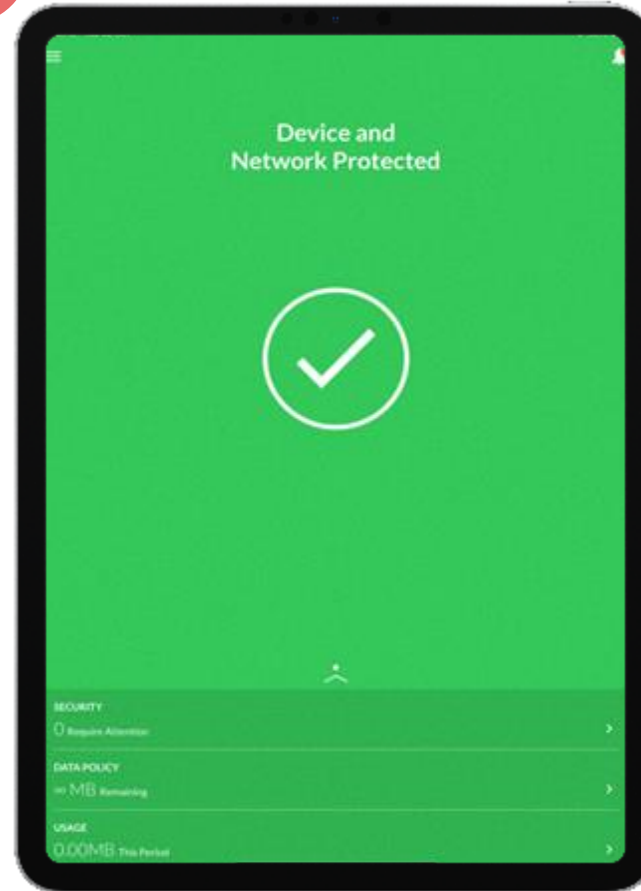 Device and
Network Protected
SECURITY
0 Require Attention
DATA POLICY
∞ MB Remaining
USAGE
0.00MB This Period